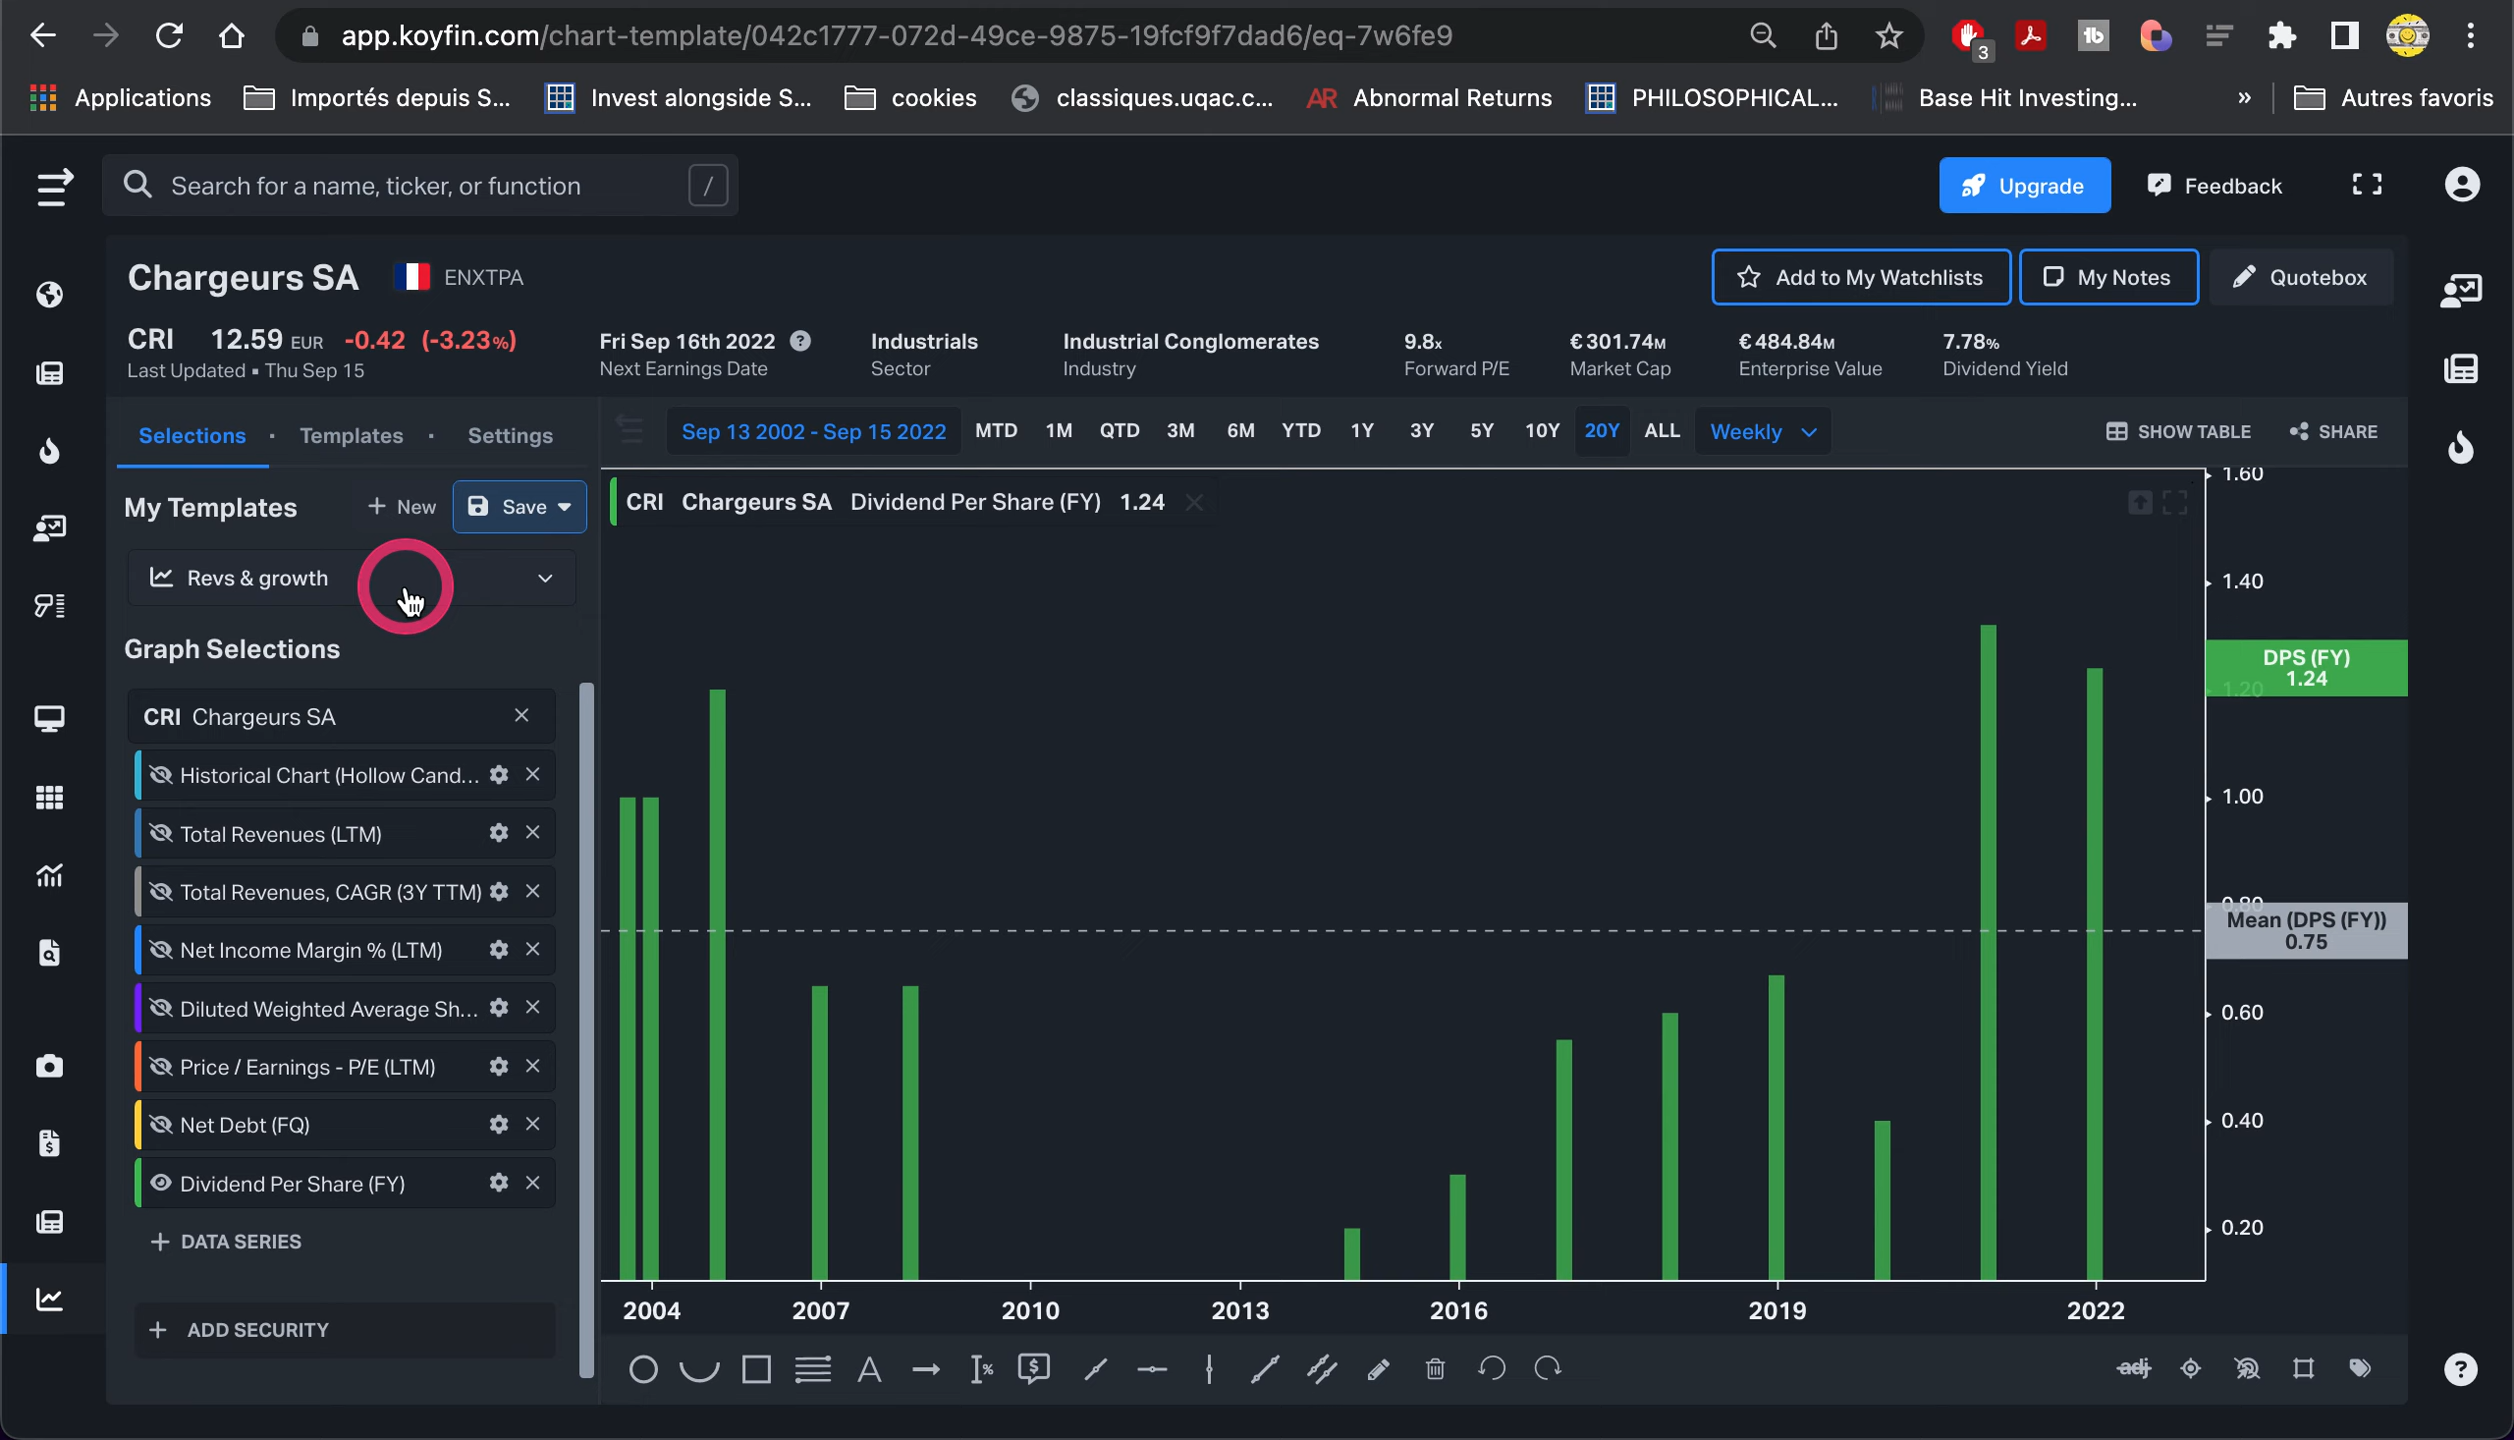 app.koyfin.com/chart-template/042c1777-072d-49ce-9875-19fcf9f7dad6/eq-7w6fe9
3
tb
Applications
Importés depuis S...
Invest alongside S...
cookies
classiques.uqac.c...
AR Abnormal Returns
PHILOSOPHICAL...
Base Hit Investing...
»
Autres favoris
Search for a name, ticker, or function
/
Upgrade
Feedback
Chargeurs SA
ENXTPA
Add to My Watchlists
My Notes
Quotebox
CRI 12.59 EUR -0.42 (-3.23%)
Last Updated • Thu Sep 15
Fri Sep 16th 2022 ?
Next Earnings Date
Industrials
Sector
Industrial Conglomerates
Industry
9.8x
Forward P/E
€301.74M
Market Cap
€484.84M
Enterprise Value
7.78%
Dividend Yield
Selections · Templates · Settings
Sep 13 2002 - Sep 15 2022
MTD 1M QTD 3M 6M YTD 1Y 3Y 5Y 10Y 20Y ALL
Weekly
SHOW TABLE
SHARE
My Templates
+ New
Save
Revs & growth
Graph Selections
CRI Chargeurs SA
Historical Chart (Hollow Cand...
Total Revenues (LTM)
Total Revenues, CAGR (3Y TTM)
Net Income Margin % (LTM)
Diluted Weighted Average Sh...
Price / Earnings - P/E (LTM)
Net Debt (FQ)
Dividend Per Share (FY)
+ DATA SERIES
+ ADD SECURITY
CRI Chargeurs SA Dividend Per Share (FY) 1.24
1.60
1.40
DPS (FY)
1.24
1.20
1.00
0.80
Mean (DPS (FY))
0.75
0.60
0.40
0.20
2004 2007 2010 2013 2016 2019 2022
A
%
$
adj
?